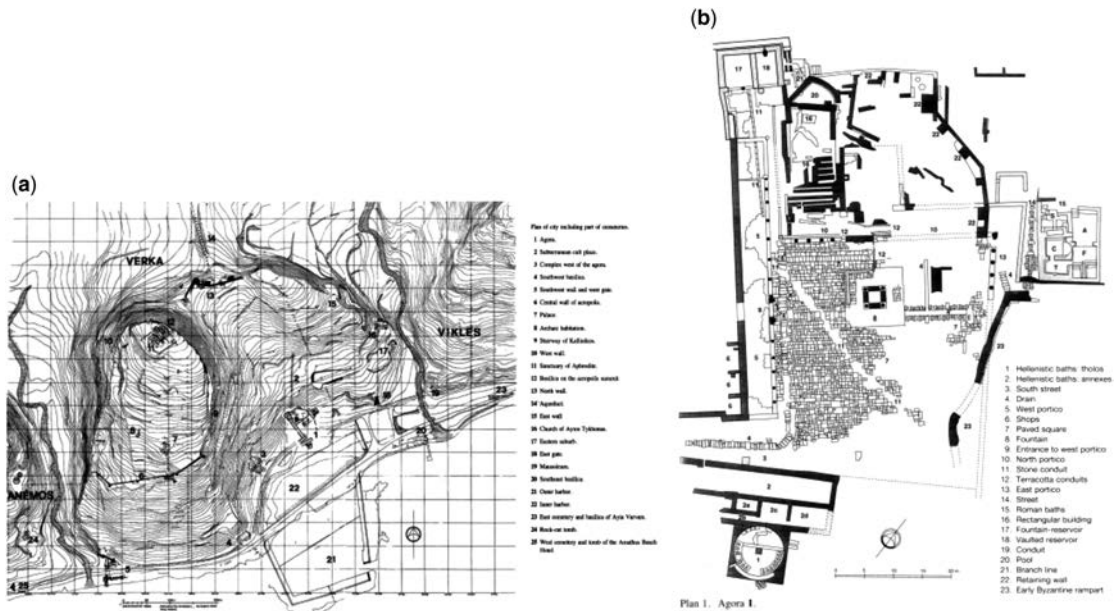 (a)
VERKA
VIKLES
ANEMOS
Plan of city excluding part of cemeteries.
1 Agora.
2 Subterranean cult place.
3 Complex west of the agora.
4 Southwest basilica.
5 Southwest wall and west gate.
6 Central wall of acropolis.
7 Palace.
8 Archaic habitation.
9 Stairway of Kallinikos.
10 West wall.
11 Sanctuary of Aphrodite.
12 Basilica on the acropolis summit.
13 North wall.
14 Aqueduct.
15 East wall.
16 Church of Ayios Tykhonas.
17 Eastern suburb.
18 East gate.
19 Mausoleum.
20 Southeast basilica.
21 Outer harbor.
22 Inner harbor.
23 East cemetery and basilica of Ayia Varvara.
24 Rock-cut tomb.
25 West cemetery and tomb of the Amathus Beach
Hotel.
(b)
1 Hellenistic baths: tholos
2. Hellenistic baths: annexes
3. South street
4. Drain
5. West portico
6. Shops
7. Paved square
8. Fountain
9. Entrance to west portico
10. North portico
11. Stone conduit
12. Terracotta conduits
13. East portico
14. Street
15. Roman baths
16. Rectangular building
17. Fountain-reservoir
18. Vaulted reservoir
19. Conduit
20. Pool
21. Branch line
22. Retaining wall
23. Early Byzantine rampart
Plan 1. Agora I.